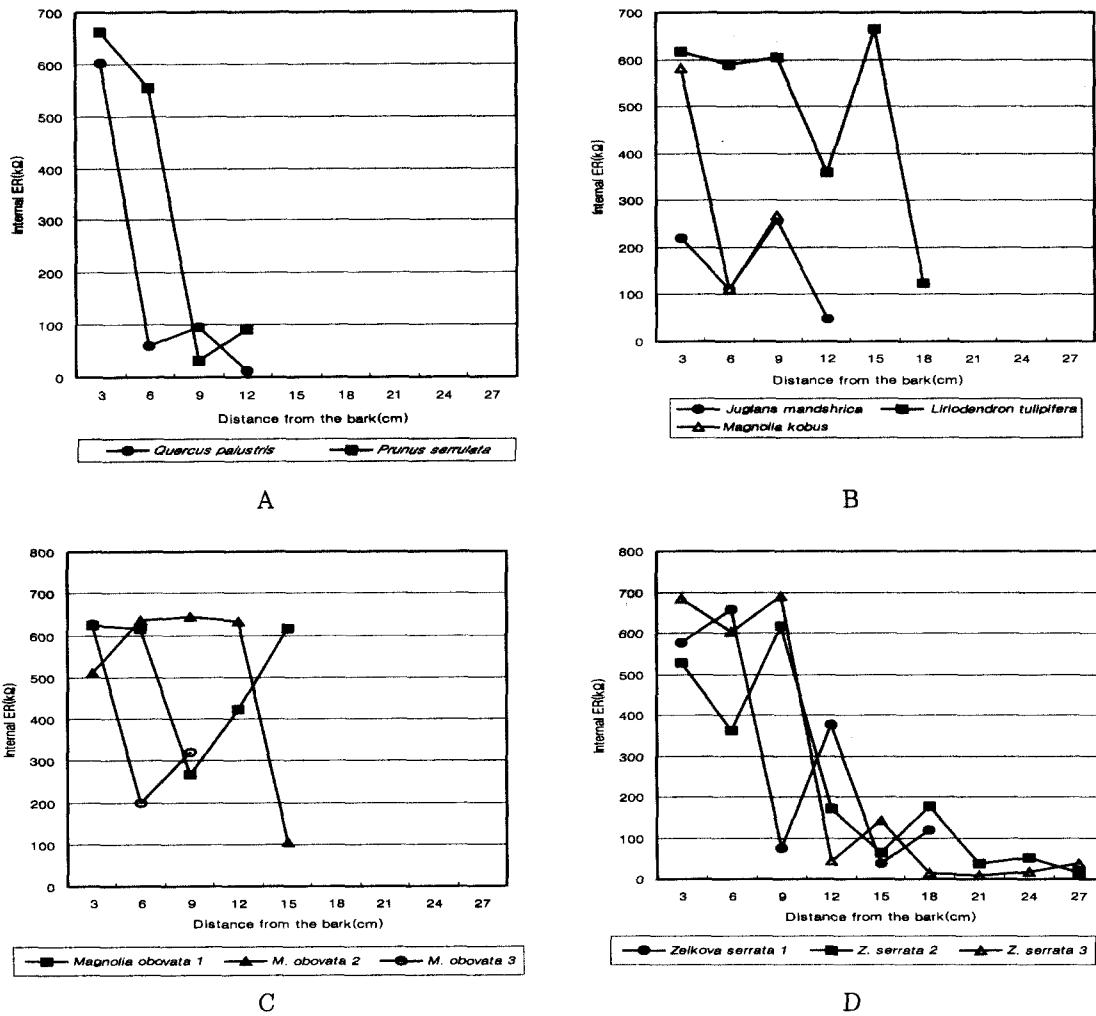 700
600
500
400
300
200
100
0
Internal ER(kΩ)
3 6 9 12 15 18 21 24 27
Distance from the bark(cm)
Quercus palustris Prunus serrulata
A
700
600
500
400
300
200
100
0
Internal ER(kΩ)
3 6 9 12 15 18 21 24 27
Distance from the bark(cm)
Juglans mandshrica Liriodendron tulipifera
Magnolia kobus
B
800
700
600
500
400
300
200
100
0
Internal ER(kΩ)
3 6 9 12 15 18 21 24 27
Distance from the bark(cm)
Magnolia obovata 1 M. obovata 2 M. obovata 3
C
800
700
600
500
400
300
200
100
0
Internal ER(kΩ)
3 6 9 12 15 18 21 24 27
Distance from the bark(cm)
Zelkova serrata 1 Z. serrata 2 Z. serrata 3
D